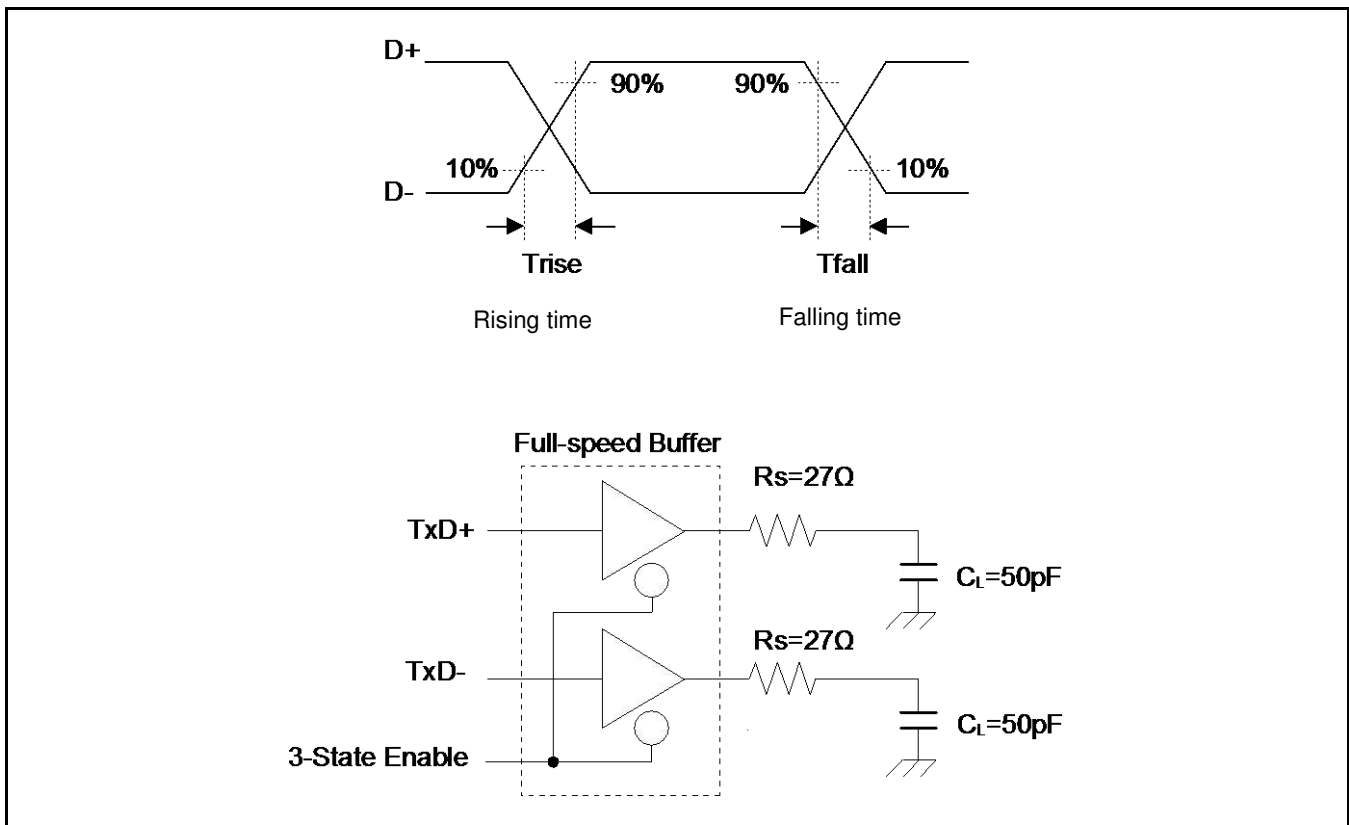 D+
90% 90%
10% 10%
D-
Trise Tfall
Rising time Falling time
Full-speed Buffer
Rs=27Ω
TxD+
CL=50pF
Rs=27Ω
TxD-
CL=50pF
3-State Enable